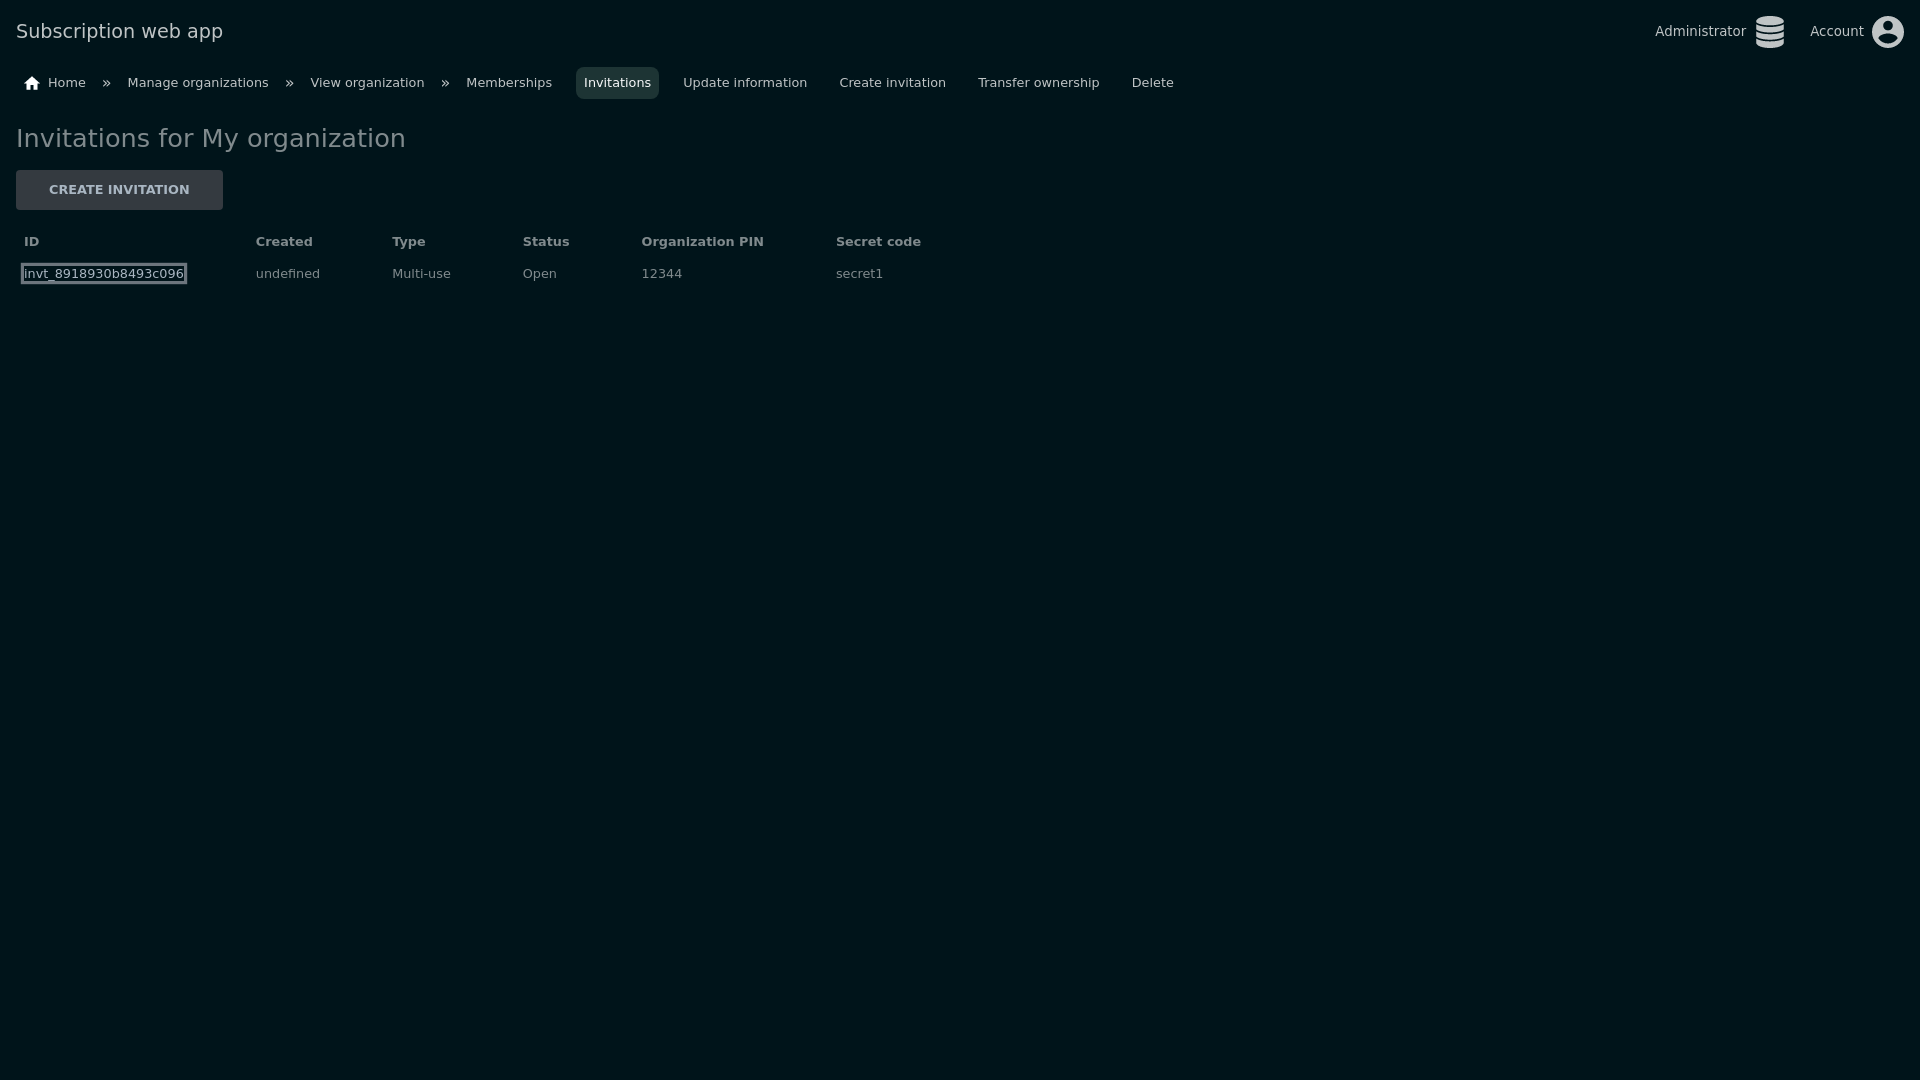 Subscription web app
Administrator
Account
Home » Manage organizations » View organization » Memberships Invitations Update information Create invitation Transfer ownership Delete
Invitations for My organization
CREATE INVITATION
ID Created Type Status Organization PIN Secret code
invt_8918930b8493c096 undefined Multi-use Open 12344 secret1